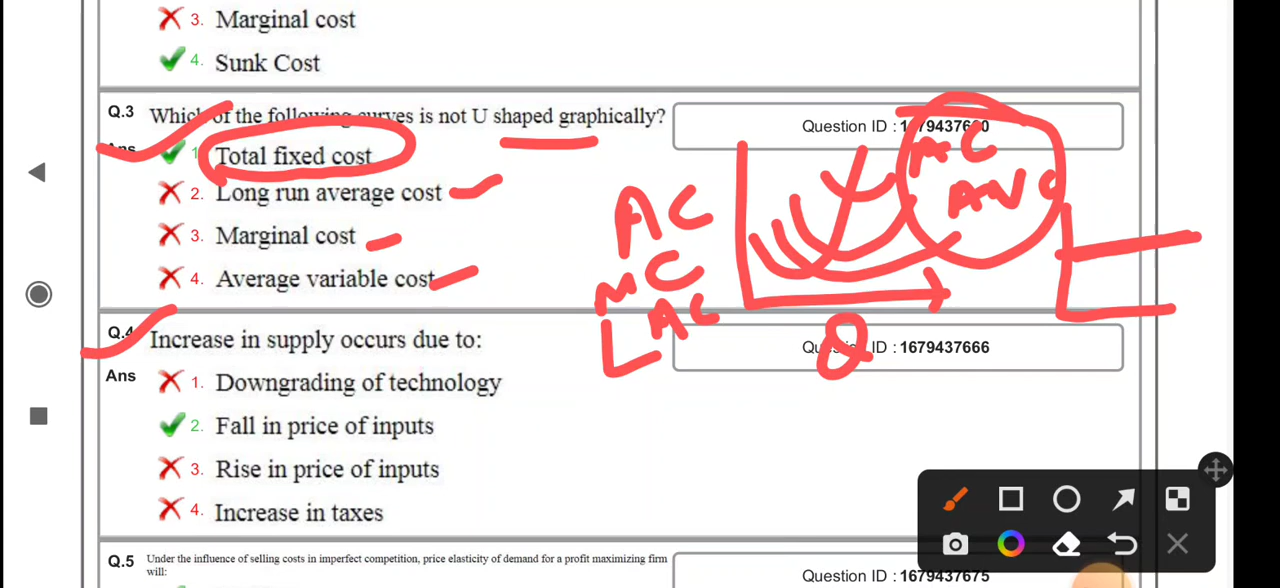 3. Marginal cost
4. Sunk Cost
Q.3 Which of the following curves is not U shaped graphically?
Question ID : 1679437660
Ans 1. Total fixed cost
2. Long run average cost
3. Marginal cost
4. Average variable cost
AC
MC
LAC
AC
AVC
Q
Q.4 Increase in supply occurs due to:
Question ID : 1679437666
Ans 1. Downgrading of technology
2. Fall in price of inputs
3. Rise in price of inputs
4. Increase in taxes
Q.5 Under the influence of selling costs in imperfect competition, price elasticity of demand for a profit maximizing firm
will:
Question ID : 1679437675